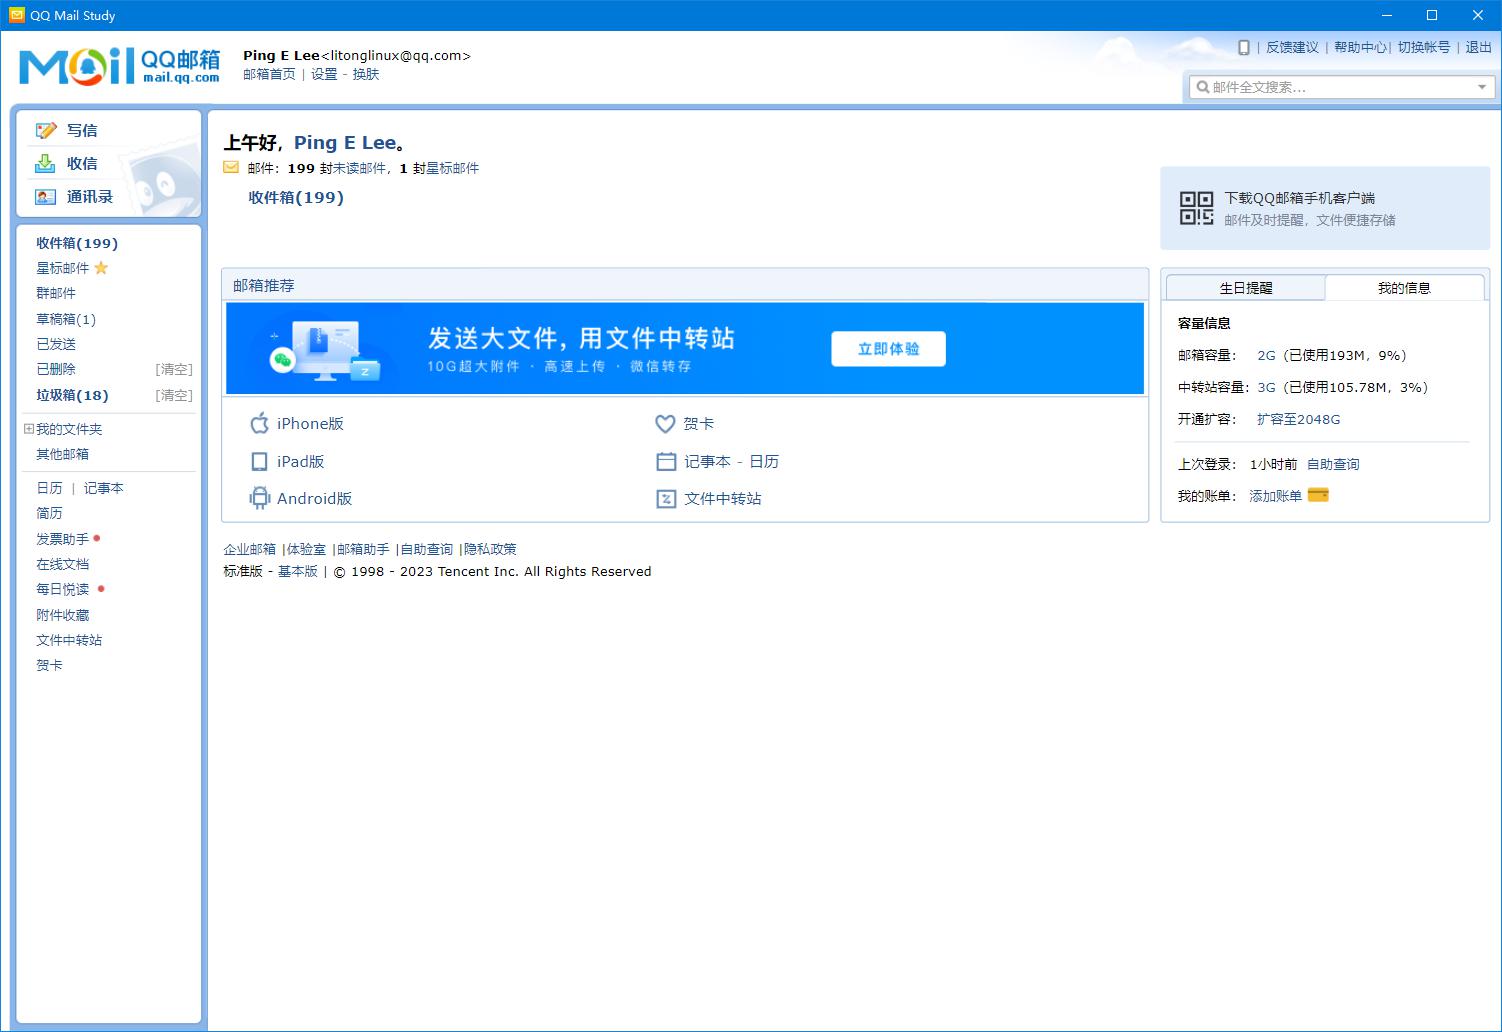 QQ Mail Study
Mail QQ邮箱
mail.qq.com
Ping E Lee<litonglinux@qq.com>
邮箱首页 | 设置 - 换肤
| 反馈建议 | 帮助中心| 切换帐号 | 退出
邮件全文搜索...
写信
收信
通讯录
收件箱(199)
星标邮件
群邮件
草稿箱(1)
已发送
已删除 [清空]
垃圾箱(18) [清空]
我的文件夹
其他邮箱
日历 | 记事本
简历
发票助手
在线文档
每日悦读
附件收藏
文件中转站
贺卡
上午好，Ping E Lee。
邮件：199 封未读邮件，1 封星标邮件
收件箱(199)
下载QQ邮箱手机客户端
邮件及时提醒，文件便捷存储
邮箱推荐
发送大文件, 用文件中转站
10G超大附件 · 高速上传 · 微信转存
立即体验
Z
iPhone版
贺卡
iPad版
记事本 - 日历
Android版
文件中转站
生日提醒
我的信息
容量信息
邮箱容量： 2G（已使用193M，9%）
中转站容量：3G（已使用105.78M，3%）
开通扩容： 扩容至2048G
上次登录： 1小时前 自助查询
我的账单： 添加账单
企业邮箱 |体验室 |邮箱助手 |自助查询 |隐私政策
标准版 - 基本版 | © 1998 - 2023 Tencent Inc. All Rights Reserved